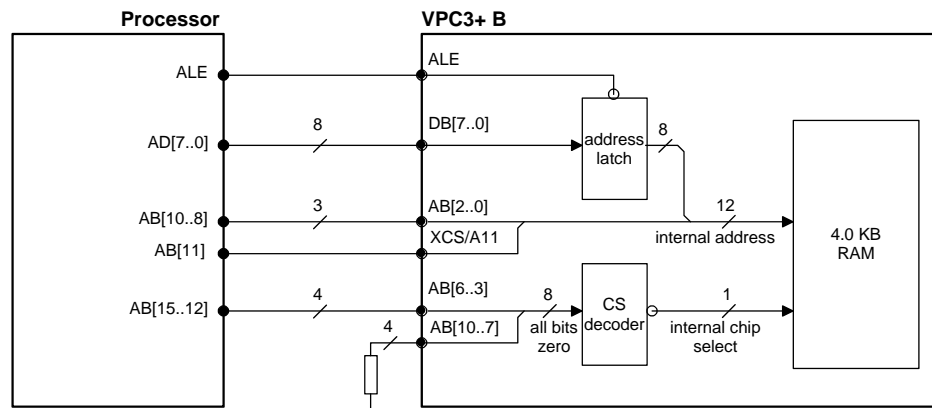 Processor
VPC3+ B
ALE
ALE
AD[7..0]
8
DB[7..0]
address
latch
8
AB[10..8]
3
AB[2..0]
12
internal address
AB[11]
XCS/A11
4.0 KB
RAM
AB[15..12]
4
AB[6..3]
8
all bits
zero
CS
decoder
1
internal chip
select
4
AB[10..7]